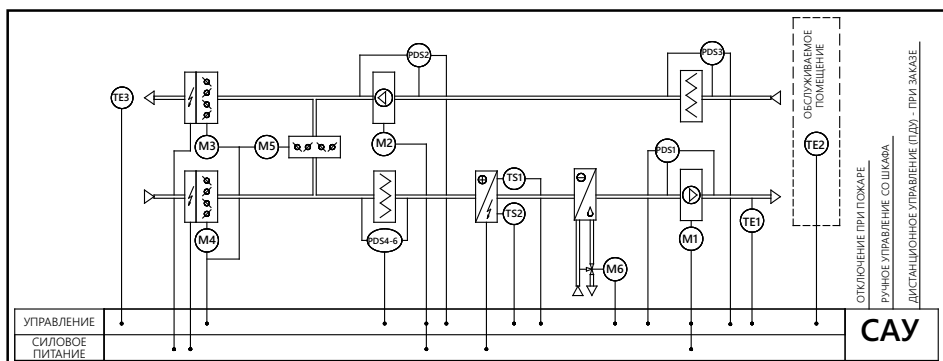 PDS2
PDS3
TE3
M3
M5
M2
PDS1
TS1
TS2
M4
PDS4-6
M6
M1
TE1
ОБСЛУЖИВАЕМОЕ
ПОМЕЩЕНИЕ
TE2
ОТКЛЮЧЕНИЕ ПРИ ПОЖАРЕ
РУЧНОЕ УПРАВЛЕНИЕ СО ШКАФА
ДИСТАНЦИОННОЕ УПРАВЛЕНИЕ (ПДУ) - ПРИ ЗАКАЗЕ
УПРАВЛЕНИЕ
СИЛОВОЕ
ПИТАНИЕ
САУ